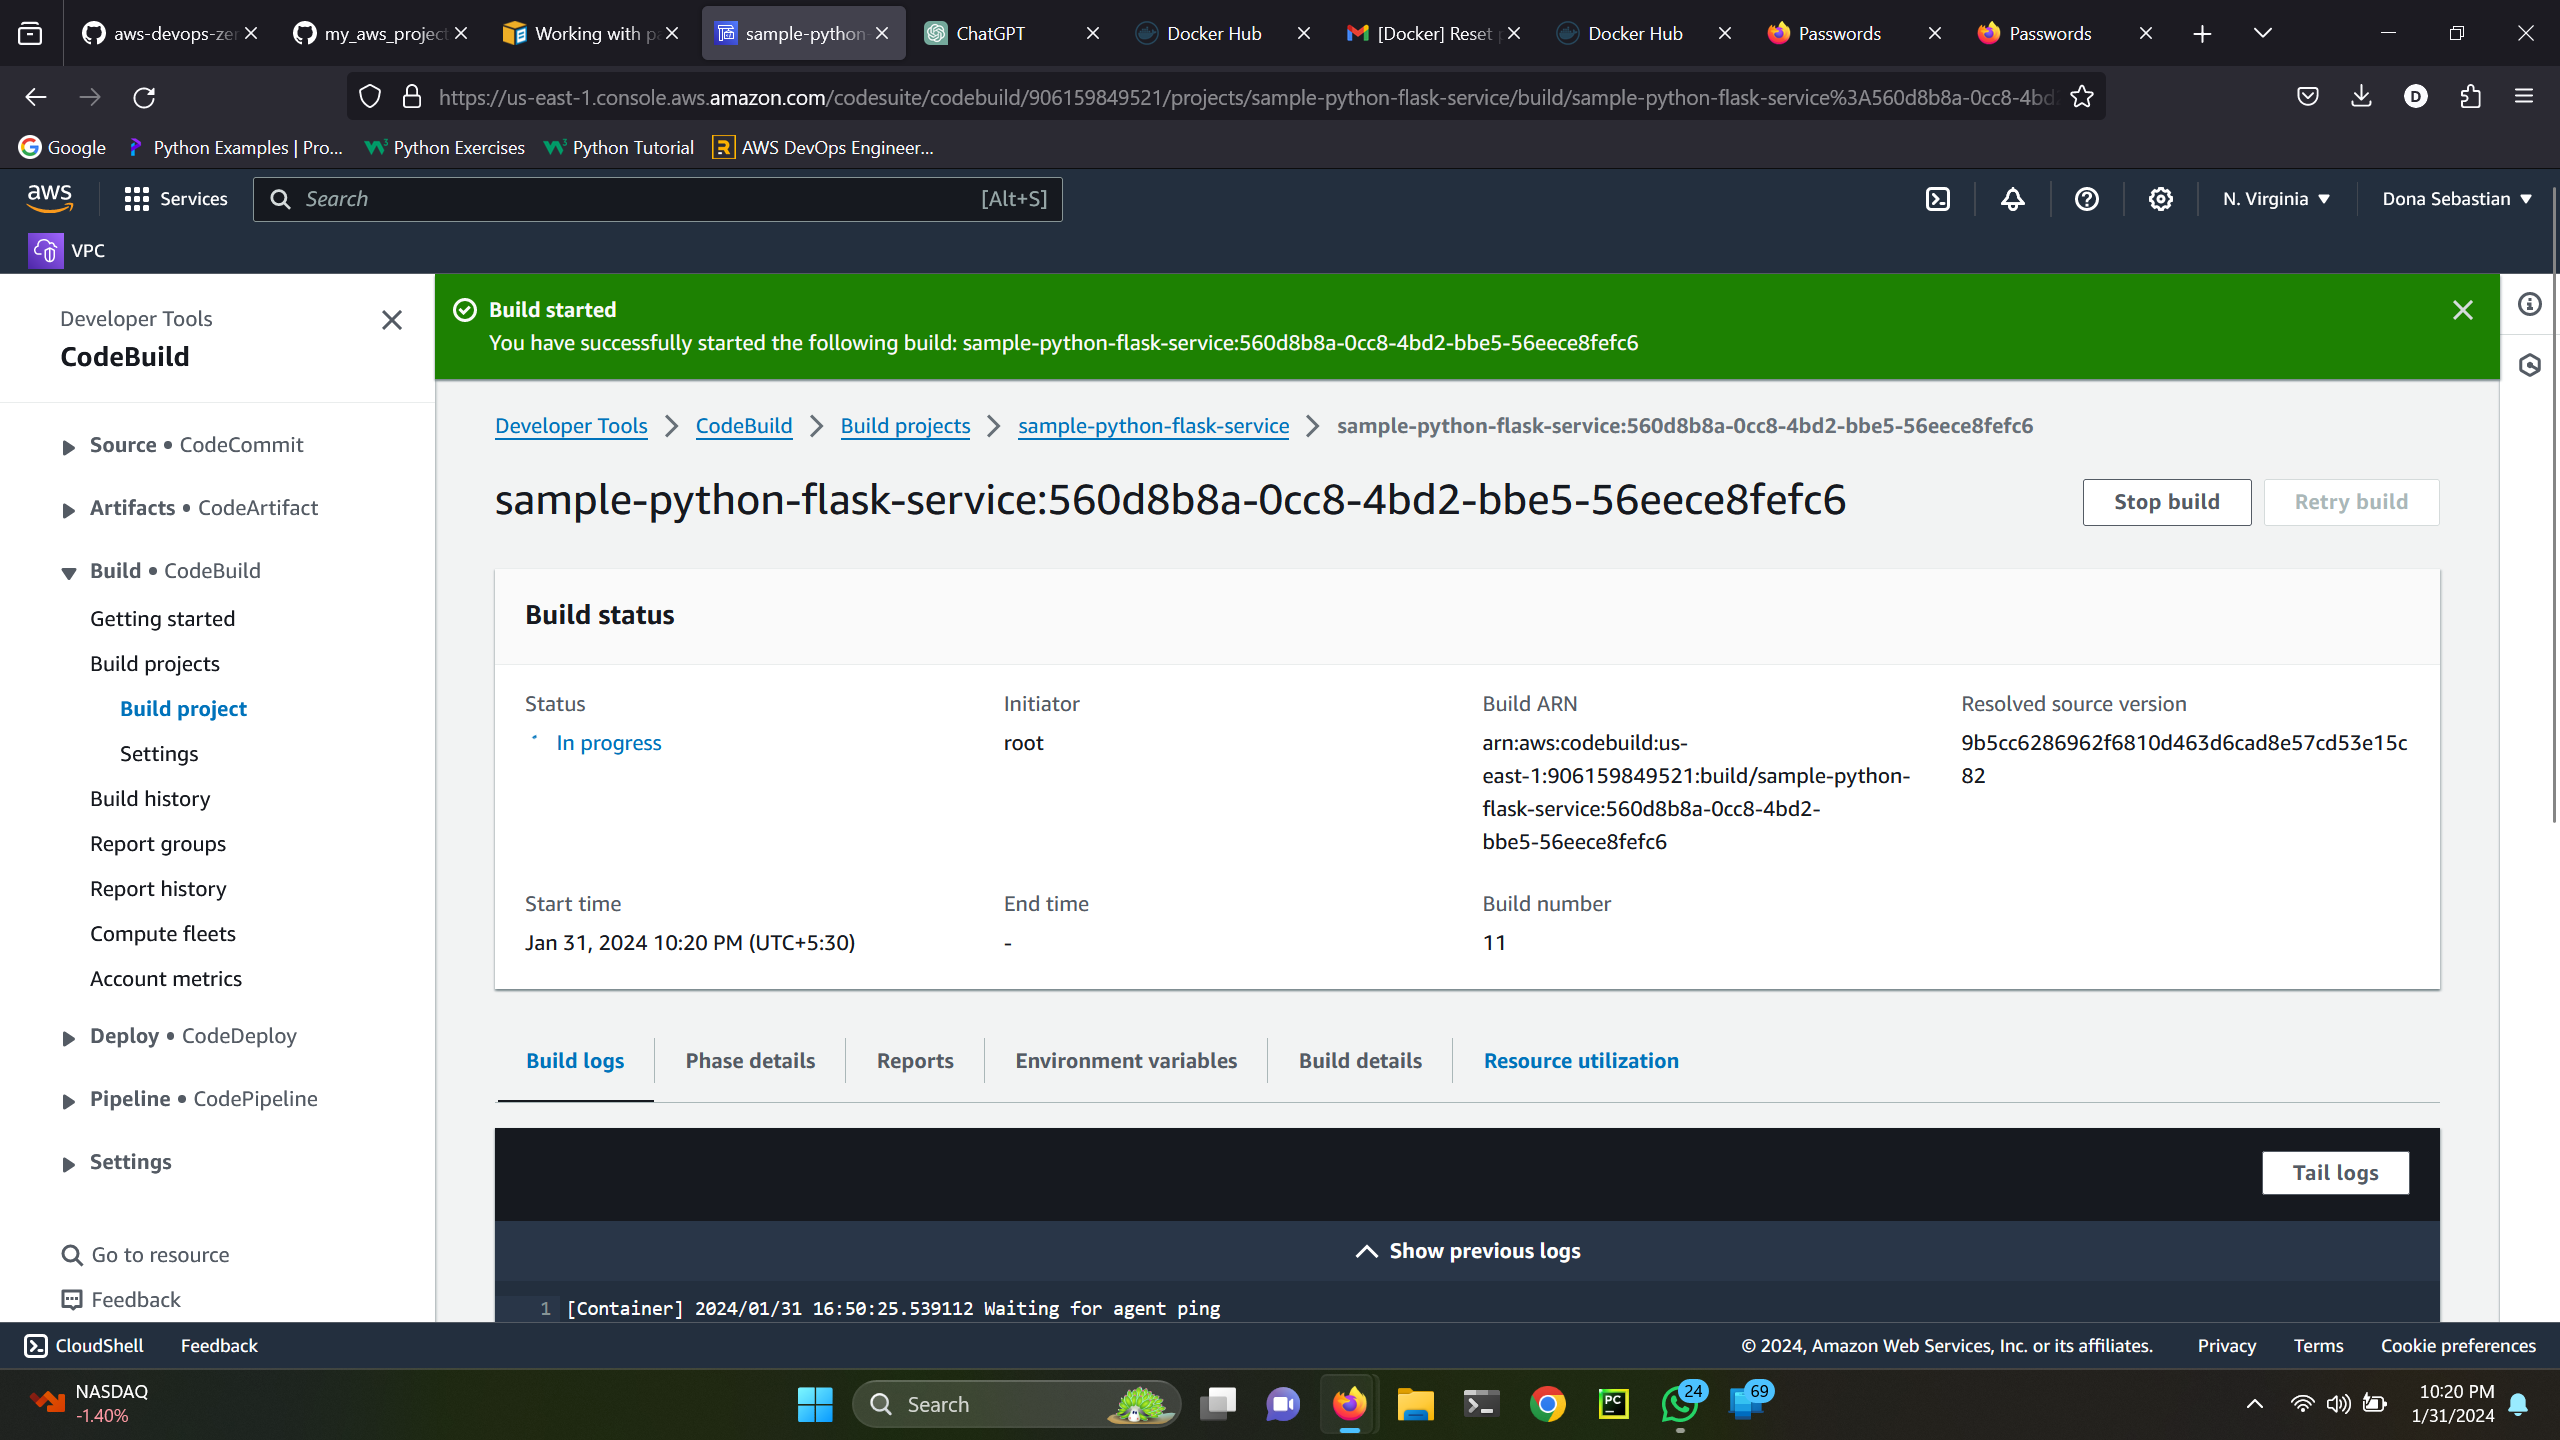 aws-devops-zer
my_aws_project
Working with pa
sample-python-
ChatGPT
Docker Hub
[Docker] Reset p
Docker Hub
Passwords
Passwords
https://us-east-1.console.aws.amazon.com/codesuite/codebuild/906159849521/projects/sample-python-flask-service/build/sample-python-flask-service%3A560d8b8a-0cc8-4bd2
D
Google
Python Examples | Pro...
Python Exercises
Python Tutorial
AWS DevOps Engineer...
aws
Services
Search
[Alt+S]
N. Virginia
Dona Sebastian
VPC
Developer Tools
CodeBuild
Source • CodeCommit
Artifacts • CodeArtifact
Build • CodeBuild
Getting started
Build projects
Build project
Settings
Build history
Report groups
Report history
Compute fleets
Account metrics
Deploy • CodeDeploy
Pipeline • CodePipeline
Settings
Go to resource
Feedback
Build started
You have successfully started the following build: sample-python-flask-service:560d8b8a-0cc8-4bd2-bbe5-56eece8fefc6
Developer Tools
CodeBuild
Build projects
sample-python-flask-service
sample-python-flask-service:560d8b8a-0cc8-4bd2-bbe5-56eece8fefc6
sample-python-flask-service:560d8b8a-0cc8-4bd2-bbe5-56eece8fefc6
Stop build
Retry build
Build status
Status
In progress
Initiator
root
Build ARN
arn:aws:codebuild:us-
east-1:906159849521:build/sample-python-
flask-service:560d8b8a-0cc8-4bd2-
bbe5-56eece8fefc6
Resolved source version
9b5cc6286962f6810d463d6cad8e57cd53e15c
82
Start time
Jan 31, 2024 10:20 PM (UTC+5:30)
End time
-
Build number
11
Build logs
Phase details
Reports
Environment variables
Build details
Resource utilization
Tail logs
Show previous logs
1 [Container] 2024/01/31 16:50:25.539112 Waiting for agent ping
CloudShell
Feedback
© 2024, Amazon Web Services, Inc. or its affiliates.
Privacy
Terms
Cookie preferences
NASDAQ
-1.40%
Search
PC
24
69
10:20 PM
1/31/2024